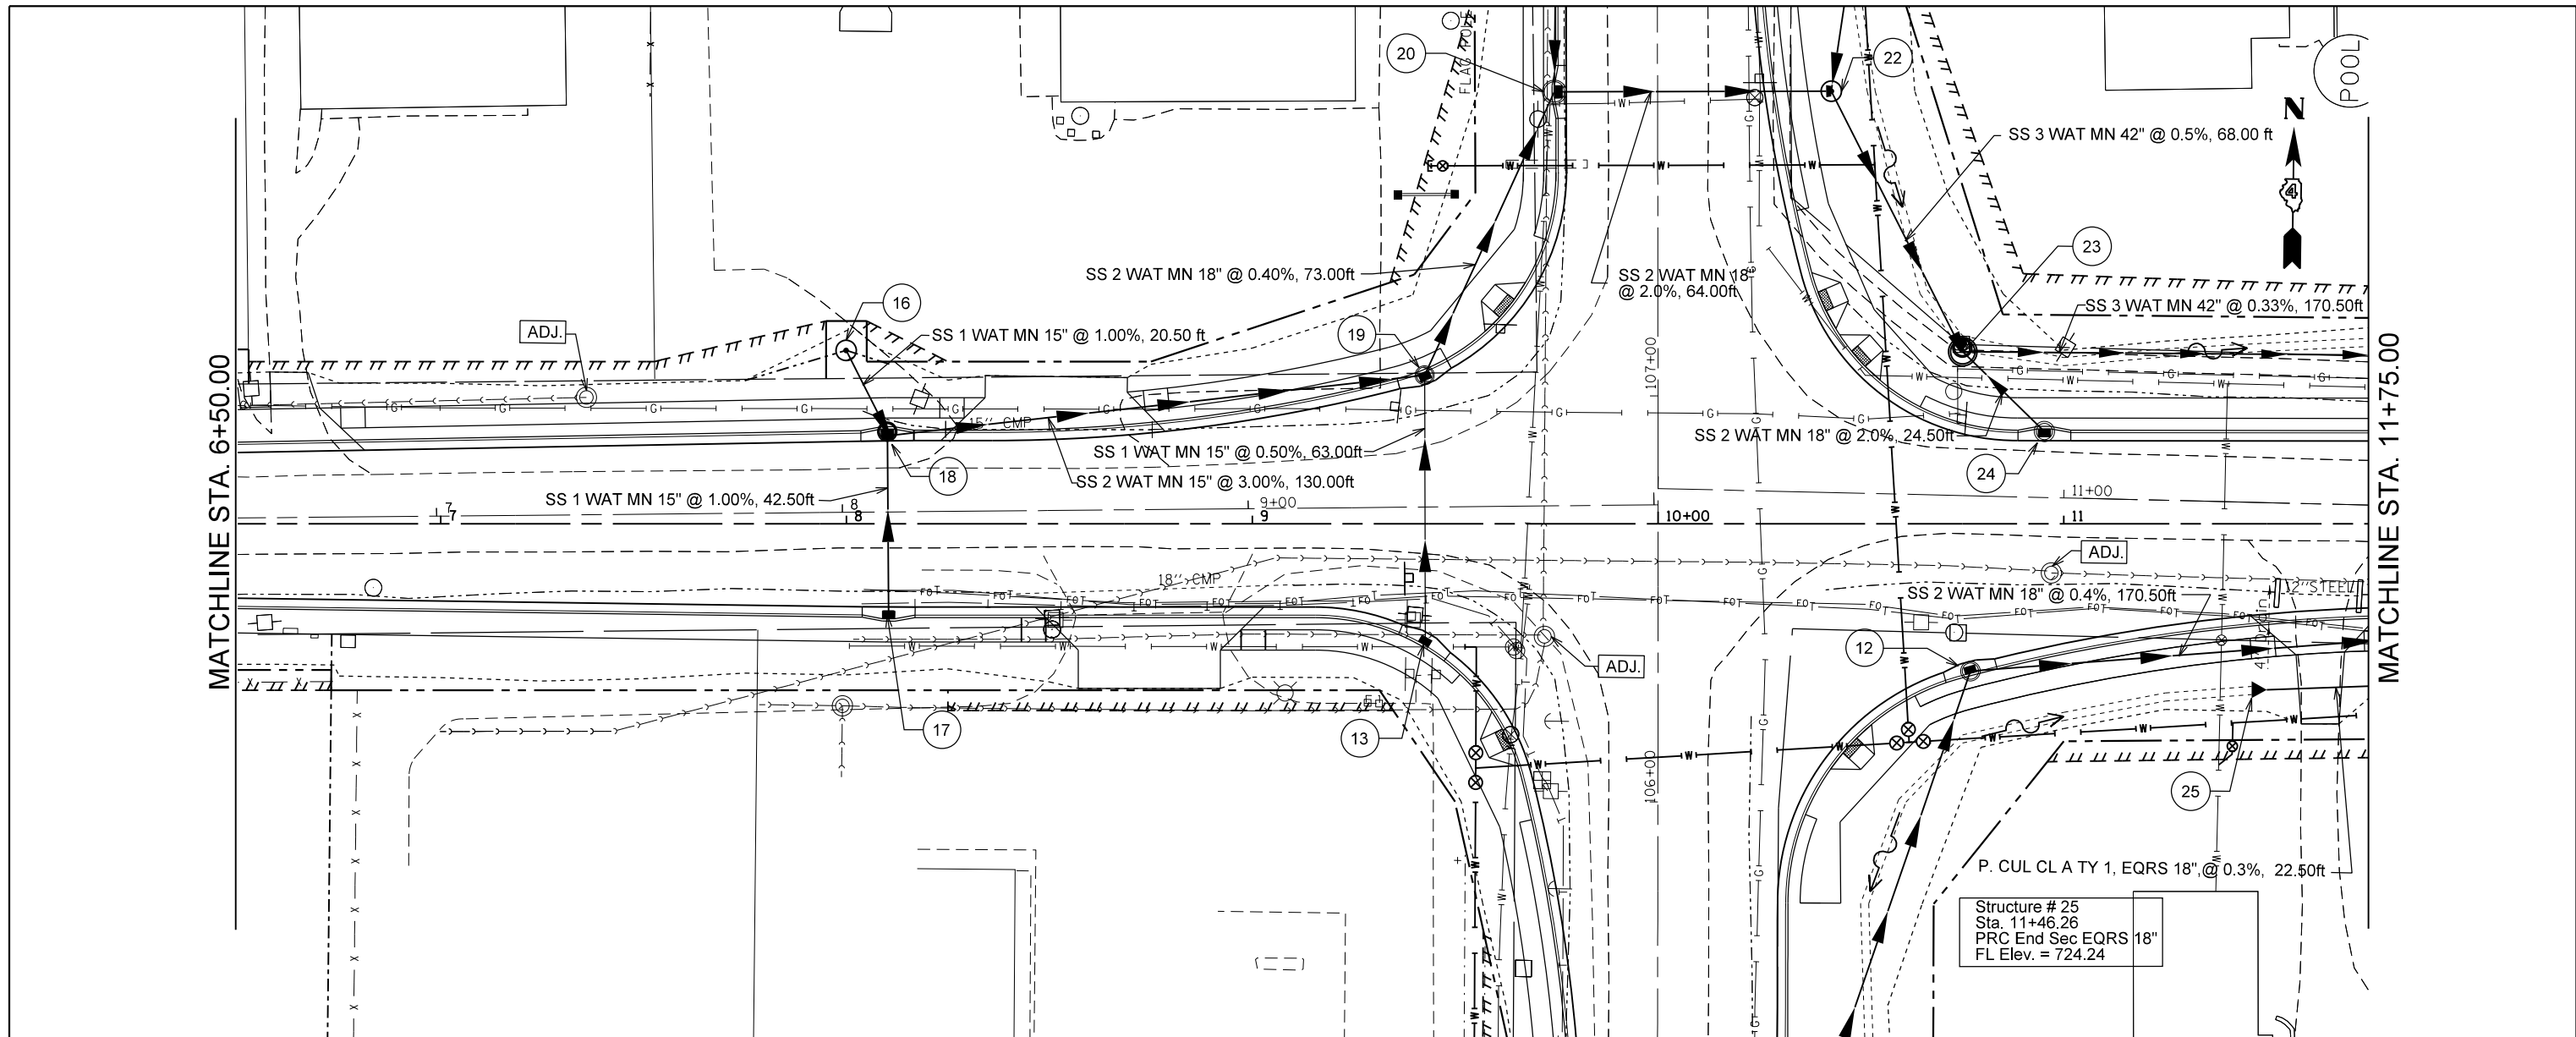 FLAG POLE
20
22
POOL
N
4
SS 3 WAT MN 42" @ 0.5%, 68.00 ft
23
SS 2 WAT MN 18" @ 0.40%, 73.00ft
SS 2 WAT MN 18"
@ 2.0%, 64.00ft
16
ADJ.
SS 1 WAT MN 15" @ 1.00%, 20.50 ft
19
SS 3 WAT MN 42" @ 0.33%, 170.50ft
107+00
MATCHLINE STA. 6+50.00
MATCHLINE STA. 11+75.00
15'' CMP
SS 1 WAT MN 15" @ 0.50%, 63.00ft
SS 2 WAT MN 18" @ 2.0%, 24.50ft
18
SS 2 WAT MN 15" @ 3.00%, 130.00ft
24
SS 1 WAT MN 15" @ 1.00%, 42.50ft
7
8
9+00
11+00
7
8
9
10+00
11
18'' CMP
ADJ.
12''STEEL
SS 2 WAT MN 18" @ 0.4%, 170.50ft
12
ADJ.
17
13
106+00
25
P. CUL CL A TY 1, EQRS 18",@ 0.3%, 22.50ft
Structure # 25
Sta. 11+46.26
PRC End Sec EQRS 18"
FL Elev. = 724.24